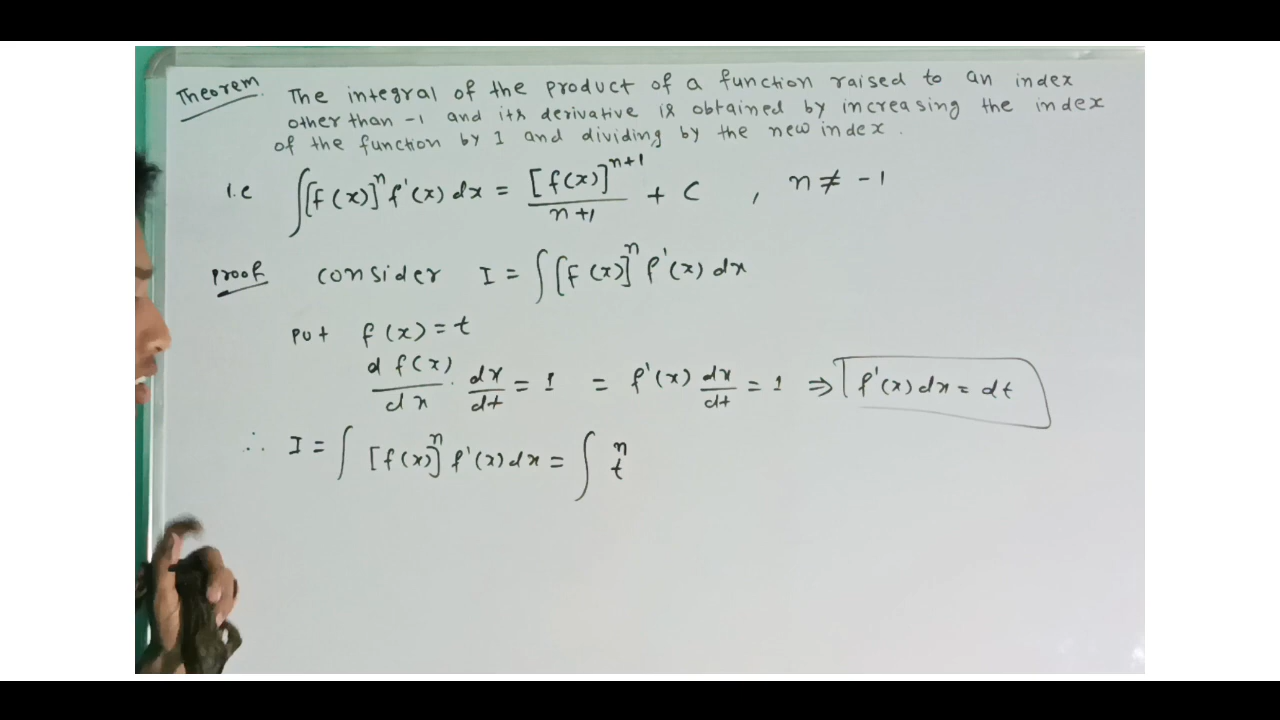 Theorem. The integral of the product of a function raised to an index
other than -1 and its derivative is obtained by increasing the index
of the function by 1 and dividing by the new index.
i.e ∫[f(x)]^n f'(x) dx = [f(x)]^{n+1} / n+1 + C , n ≠ -1
Proof consider I = ∫[f(x)]^n f'(x) dx
Put f(x) = t
d f(x)/dx . dx/dt = 1 = f'(x) dx/dt = 1 ⇒ f'(x) dx = dt
∴ I = ∫ [f(x)]^n f'(x) dx = ∫ t^n